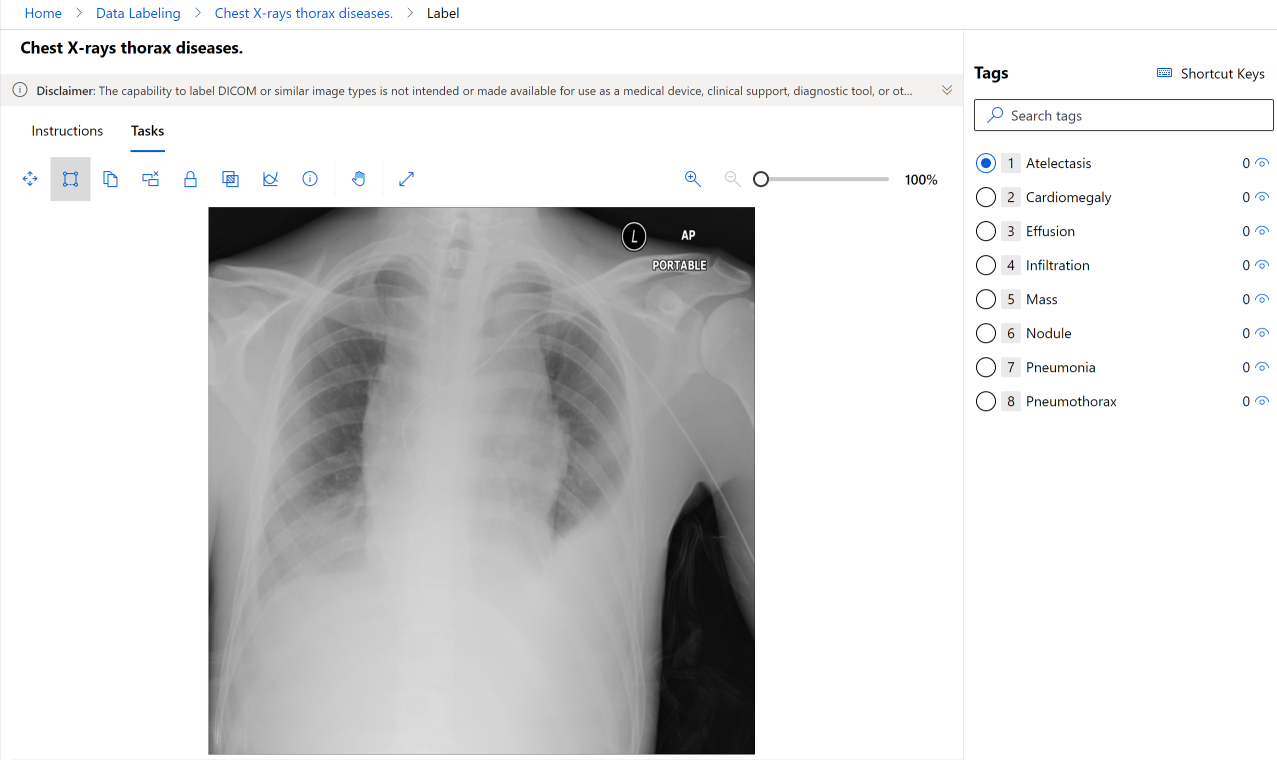 Home > Data Labeling > Chest X-rays thorax diseases. > Label
Chest X-rays thorax diseases.
Disclaimer: The capability to label DICOM or similar image types is not intended or made available for use as a medical device, clinical support, diagnostic tool, or ot...
Instructions Tasks
100%
L AP
PORTABLE
Tags Shortcut Keys
Search tags
1 Atelectasis 0
2 Cardiomegaly 0
3 Effusion 0
4 Infiltration 0
5 Mass 0
6 Nodule 0
7 Pneumonia 0
8 Pneumothorax 0